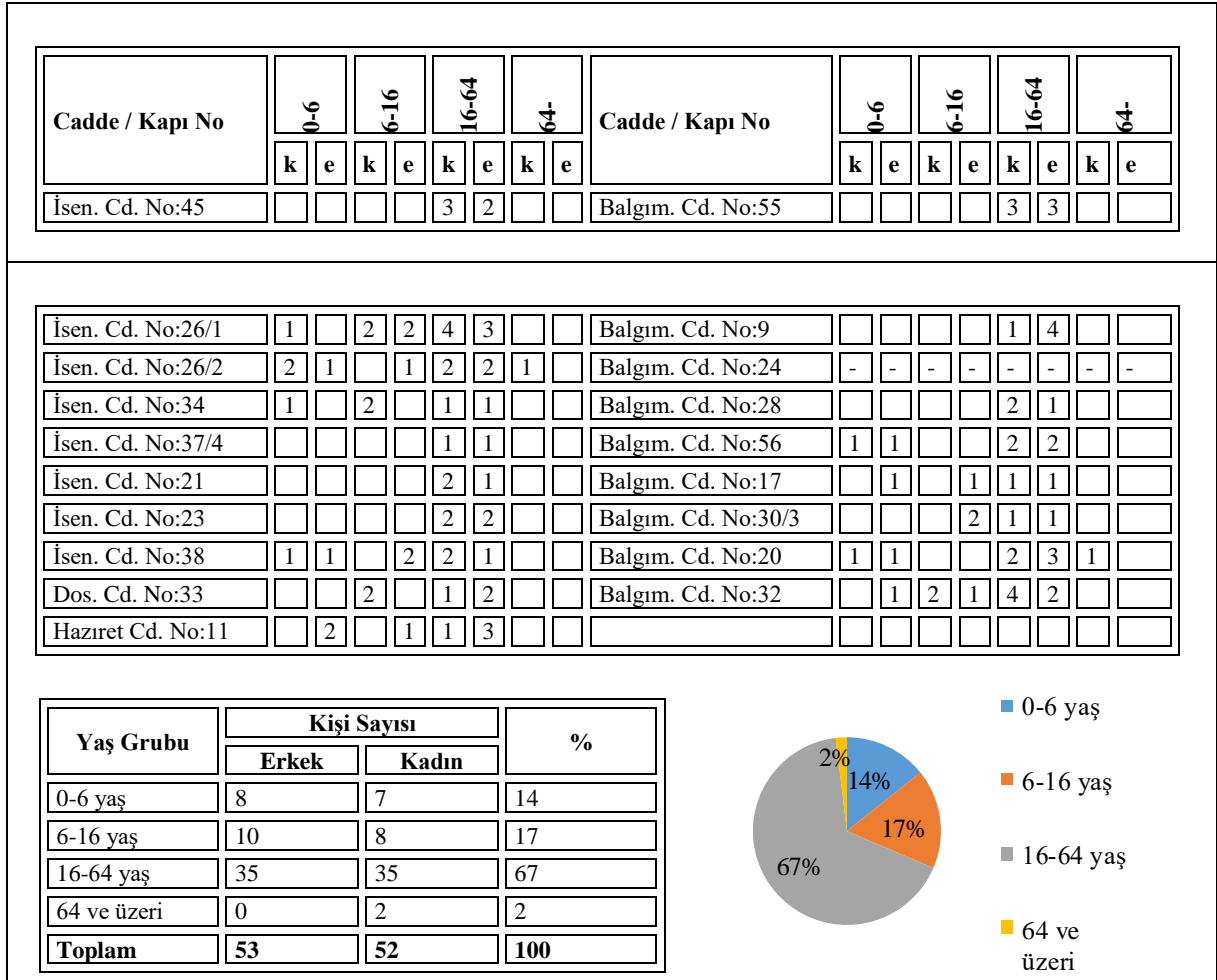 Cadde / Kapı No 0-6 6-16 16-64 64- Cadde / Kapı No 0-6 6-16 16-64 64-
k e k e k e k e k e k e k e k e
İsen. Cd. No:45 3 2 Balgım. Cd. No:55 3 3
İsen. Cd. No:26/1 1 2 2 4 3 Balgım. Cd. No:9 1 4
İsen. Cd. No:26/2 2 1 1 2 2 1 Balgım. Cd. No:24 - - - - - - - -
İsen. Cd. No:34 1 2 1 1 Balgım. Cd. No:28 2 1
İsen. Cd. No:37/4 1 1 Balgım. Cd. No:56 1 1 2 2
İsen. Cd. No:21 2 1 Balgım. Cd. No:17 1 1 1 1
İsen. Cd. No:23 2 2 Balgım. Cd. No:30/3 2 1 1
İsen. Cd. No:38 1 1 2 2 1 Balgım. Cd. No:20 1 1 2 3 1
Dos. Cd. No:33 2 1 2 Balgım. Cd. No:32 1 2 1 4 2
Hazıret Cd. No:11 2 1 1 3
Yaş Grubu Kişi Sayısı %
Erkek Kadın
0-6 yaş 8 7 14
6-16 yaş 10 8 17
16-64 yaş 35 35 67
64 ve üzeri 0 2 2
Toplam 53 52 100
2%
14%
17%
67%
0-6 yaş
6-16 yaş
16-64 yaş
64 ve
üzeri